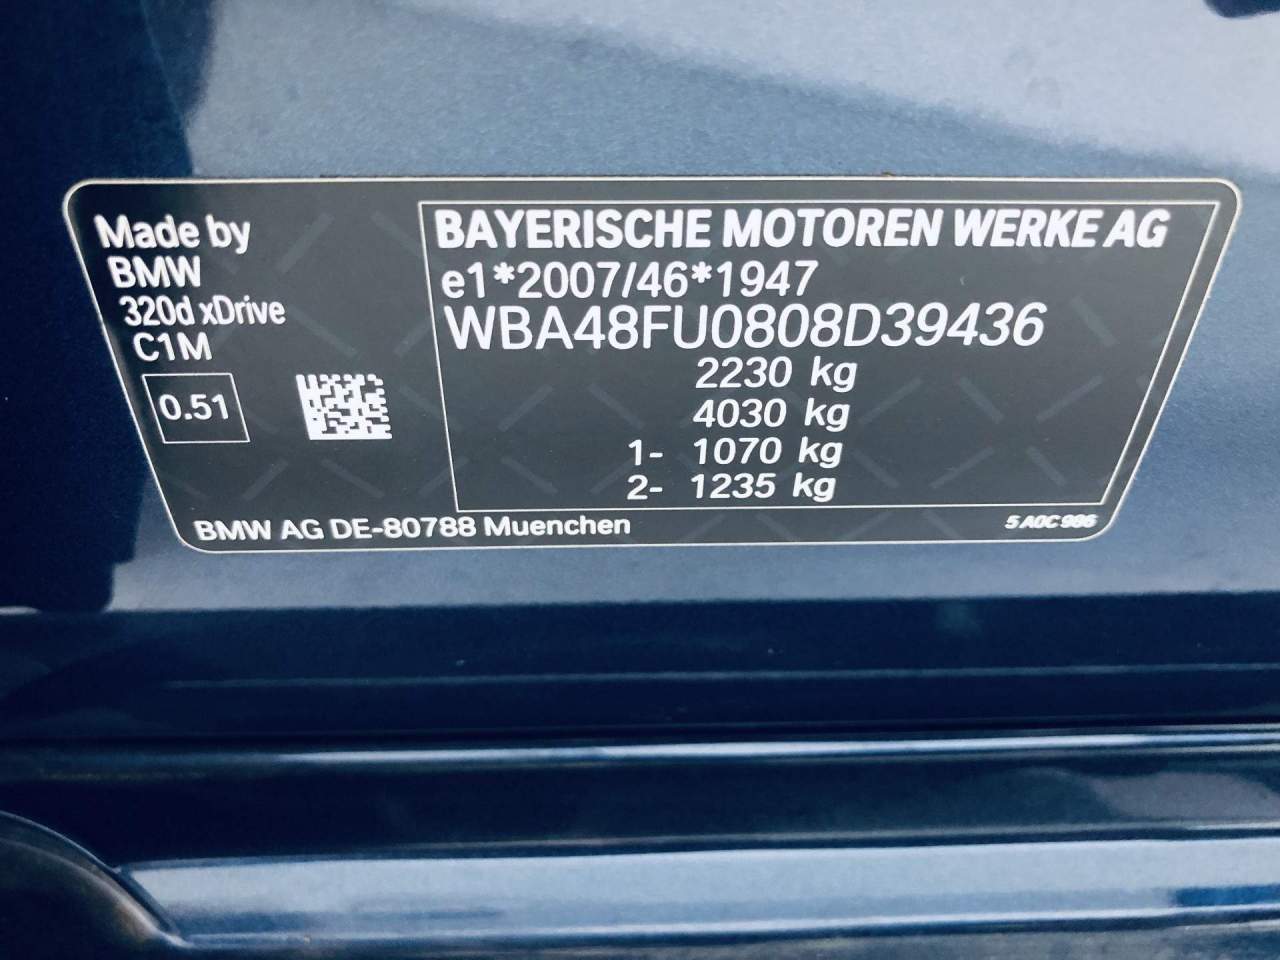 Made by
BMW
320d xDrive
C1M
0.51
BAYERISCHE MOTOREN WERKE AG
e1*2007/46*1947
WBA48FU0808D39436
2230 kg
4030 kg
1- 1070 kg
2- 1235 kg
BMW AG DE-80788 Muenchen
5 A0C 986